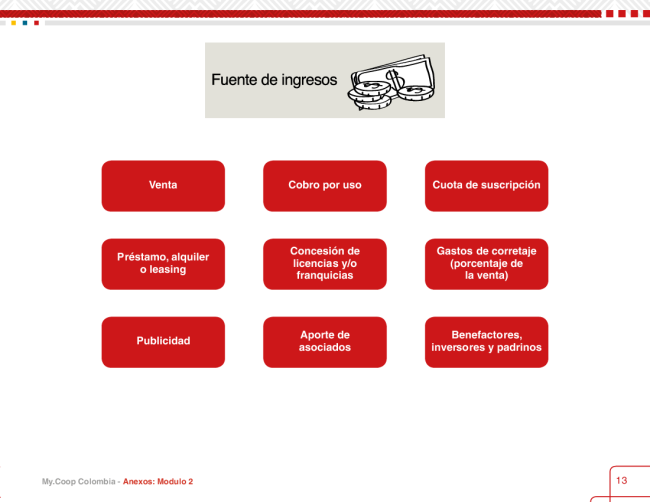 Fuente de ingresos
Venta
Cobro por uso
Cuota de suscripción
Préstamo, alquiler
o leasing
Concesión de
licencias y/o
franquicias
Gastos de corretaje
(porcentaje de
la venta)
Publicidad
Aporte de
asociados
Benefactores,
inversores y padrinos
My.Coop Colombia - Anexos: Modulo 2
13